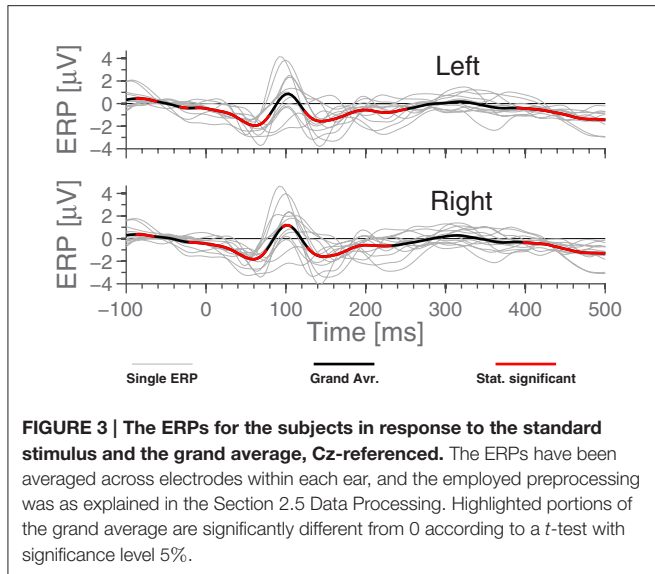 4
2
0
−2
−4
ERP [μV]
Left
4
2
0
−2
−4
ERP [μV]
Right
−100 0 100 200 300 400 500
Time [ms]
Single ERP Grand Avr. Stat. significant
FIGURE 3 | The ERPs for the subjects in response to the standard
stimulus and the grand average, Cz-referenced. The ERPs have been
averaged across electrodes within each ear, and the employed preprocessing
was as explained in the Section 2.5 Data Processing. Highlighted portions of
the grand average are significantly different from 0 according to a t-test with
significance level 5%.